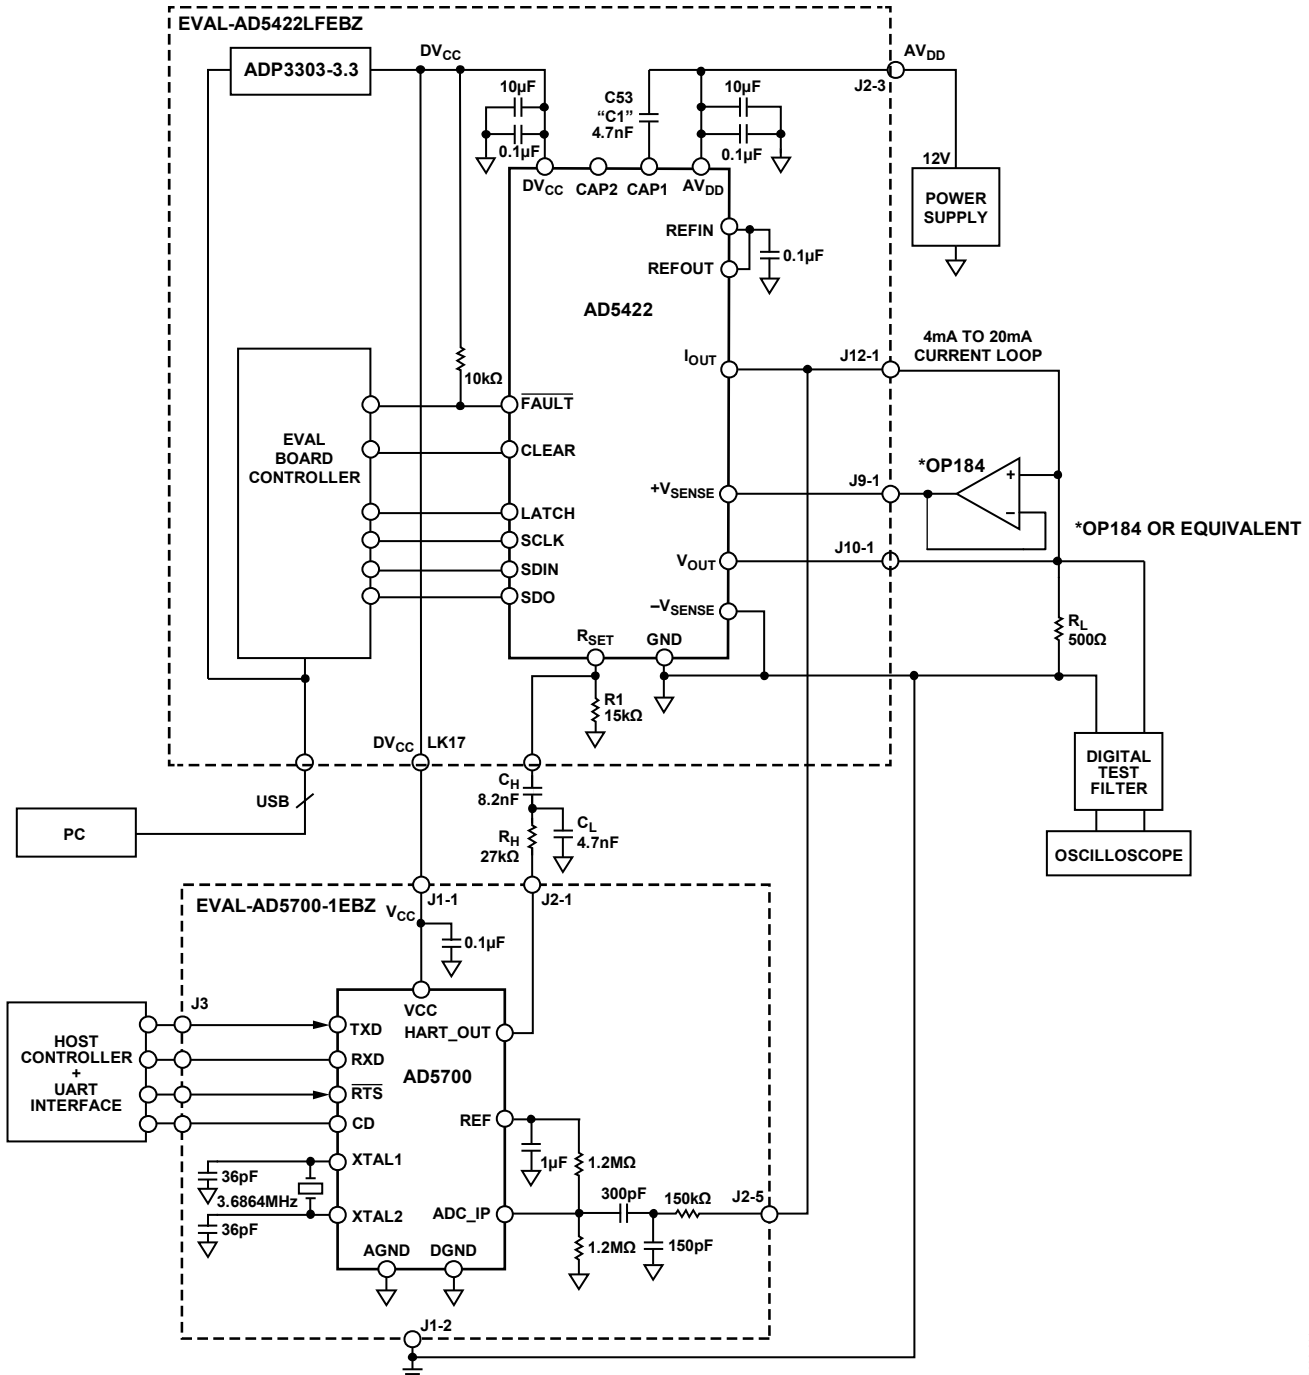 EVAL-AD5422LFEBZ
ADP3303-3.3
DVCC
10µF
0.1µF
C53
“C1”
4.7nF
10µF
0.1µF
AVDD
J2-3
12V
POWER
SUPPLY
DVCC
CAP2
CAP1
AVDD
REFIN
REFOUT
0.1µF
AD5422
10kΩ
EVAL
BOARD
CONTROLLER
FAULT
CLEAR
LATCH
SCLK
SDIN
SDO
IOUT
+VSENSE
VOUT
–VSENSE
RSET
GND
J12-1
4mA TO 20mA
CURRENT LOOP
J9-1
*OP184
+
–
*OP184 OR EQUIVALENT
J10-1
RL
500Ω
R1
15kΩ
DVCC
LK17
USB
PC
CH
8.2nF
RH
27kΩ
CL
4.7nF
DIGITAL
TEST
FILTER
OSCILLOSCOPE
EVAL-AD5700-1EBZ
J1-1
J2-1
VCC
0.1µF
J3
HOST
CONTROLLER
+
UART
INTERFACE
VCC
TXD
HART_OUT
RXD
AD5700
RTS
CD
REF
XTAL1
36pF
3.6864MHz
XTAL2
36pF
1µF
1.2MΩ
ADC_IP
300pF
150kΩ
J2-5
1.2MΩ
150pF
AGND
DGND
J1-2